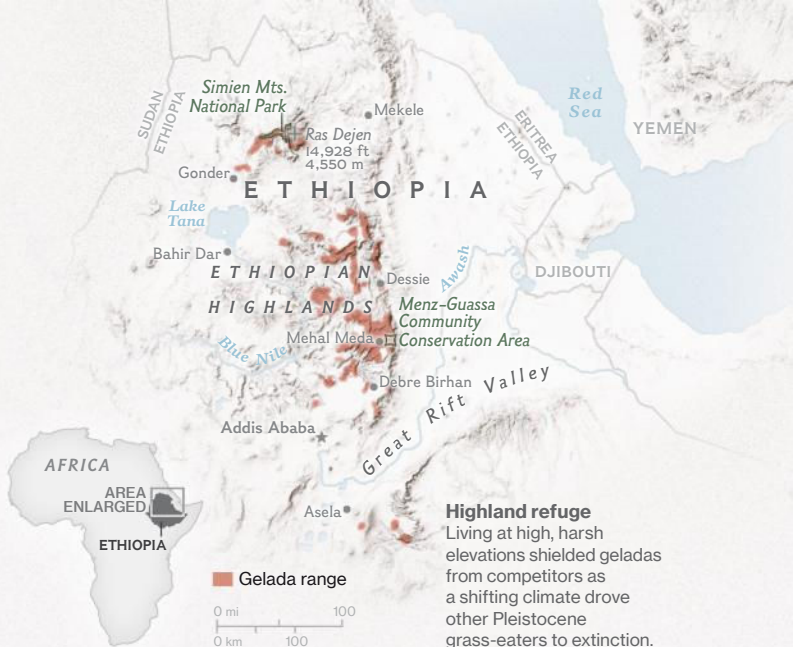 Simien Mts.
National Park
Mekele
Red
Sea
SUDAN
ETHIOPIA
ERITREA
ETHIOPIA
YEMEN
Ras Dejen
14,928 ft
4,550 m
Gonder
ETHIOPIA
Lake
Tana
Bahir Dar
ETHIOPIAN
HIGHLANDS
Dessie
Awash
DJIBOUTI
Menz-Guassa
Community
Conservation Area
Mehal Meda
Blue Nile
Debre Birhan
Great Rift Valley
Addis Ababa
AFRICA
AREA
ENLARGED
ETHIOPIA
Asela
Highland refuge
Living at high, harsh
elevations shielded geladas
from competitors as
a shifting climate drove
other Pleistocene
grass-eaters to extinction.
Gelada range
0 mi 100
0 km 100